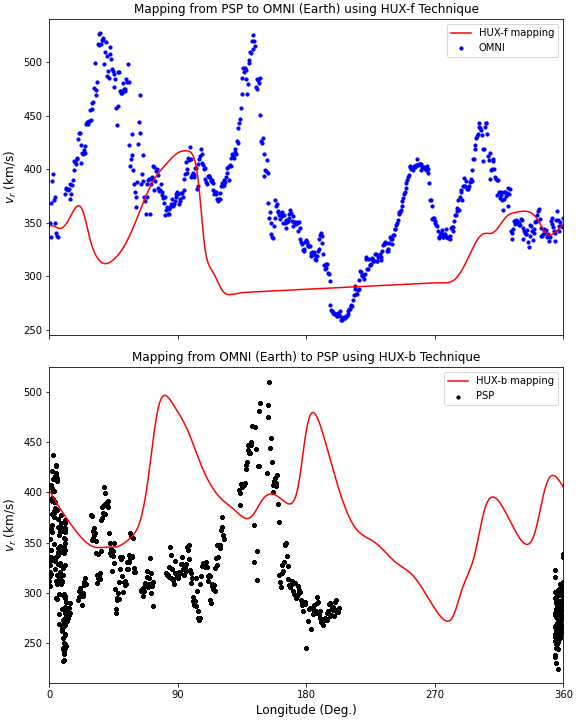 Mapping from PSP to OMNI (Earth) using HUX-f Technique
HUX-f mapping
OMNI
500
450
400
350
300
250
v_r (km/s)
Mapping from OMNI (Earth) to PSP using HUX-b Technique
HUX-b mapping
PSP
500
450
400
350
300
250
v_r (km/s)
0 90 180 270 360
Longitude (Deg.)